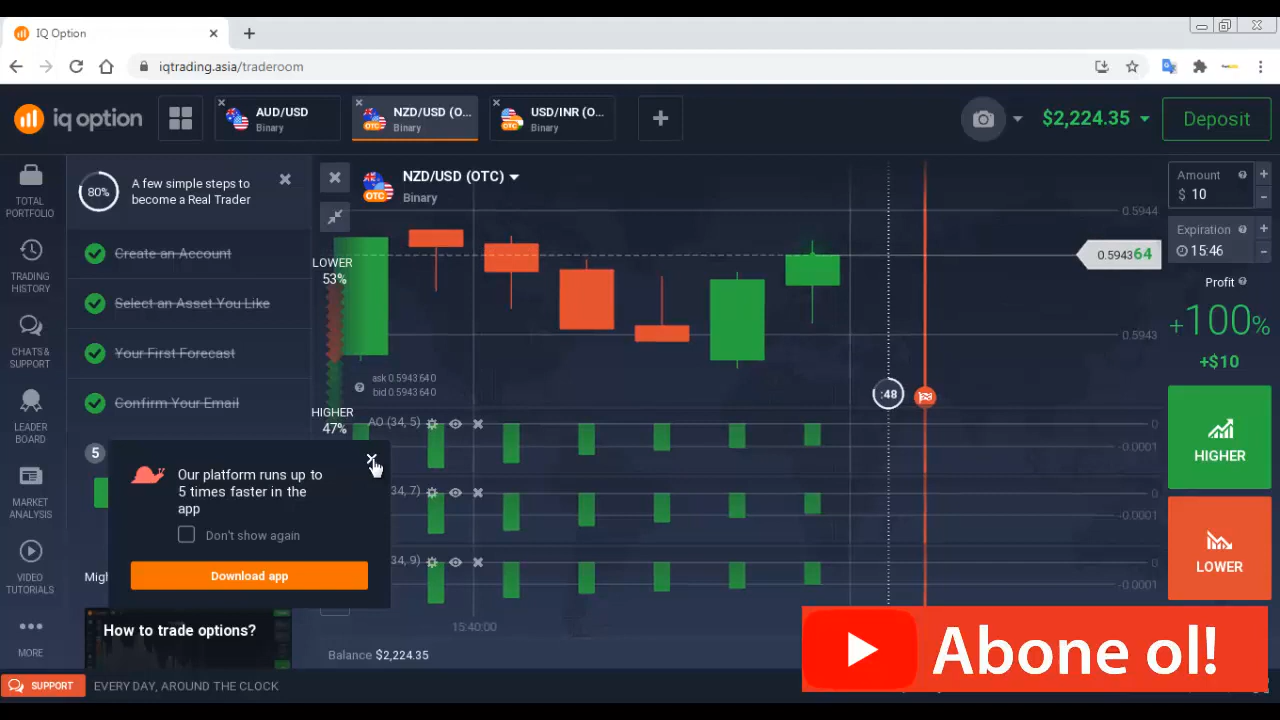 IQ Option
iqtrading.asia/traderoom
iq option
AUD/USD
Binary
NZD/USD (O...
Binary
OTC
USD/INR (O...
Binary
OTC
$2,224.35
Deposit
TOTAL
PORTFOLIO
TRADING
HISTORY
CHATS &
SUPPORT
LEADER
BOARD
MARKET
ANALYSIS
VIDEO
TUTORIALS
MORE
80%
A few simple steps to
become a Real Trader
Create an Account
Select an Asset You Like
Your First Forecast
Confirm Your Email
5
Our platform runs up to
5 times faster in the
app
Don't show again
Download app
Migh
How to trade options?
NZD/USD (OTC)
Binary
OTC
LOWER
53%
HIGHER
47%
ask 0.5943640
bid 0.5943640
AO (34, 5)
34, 7)
34, 9)
0.5944
0.594364
0.5943
:48
0
-0.0001
0
-0.0001
0
-0.0001
15:40:00
Balance $2,224.35
Amount
$ 10
Expiration
15:46
Profit
+100%
+$10
HIGHER
LOWER
Abone ol!
SUPPORT
EVERY DAY, AROUND THE CLOCK